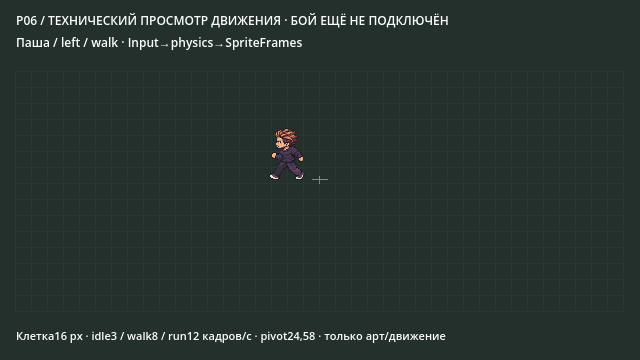 P06 / ТЕХНИЧЕСКИЙ ПРОСМОТР ДВИЖЕНИЯ · БОЙ ЕЩЁ НЕ ПОДКЛЮЧЁН
Паша / left / walk · Input→physics→SpriteFrames
Клетка16 px · idle3 / walk8 / run12 кадров/с · pivot24,58 · только арт/движение